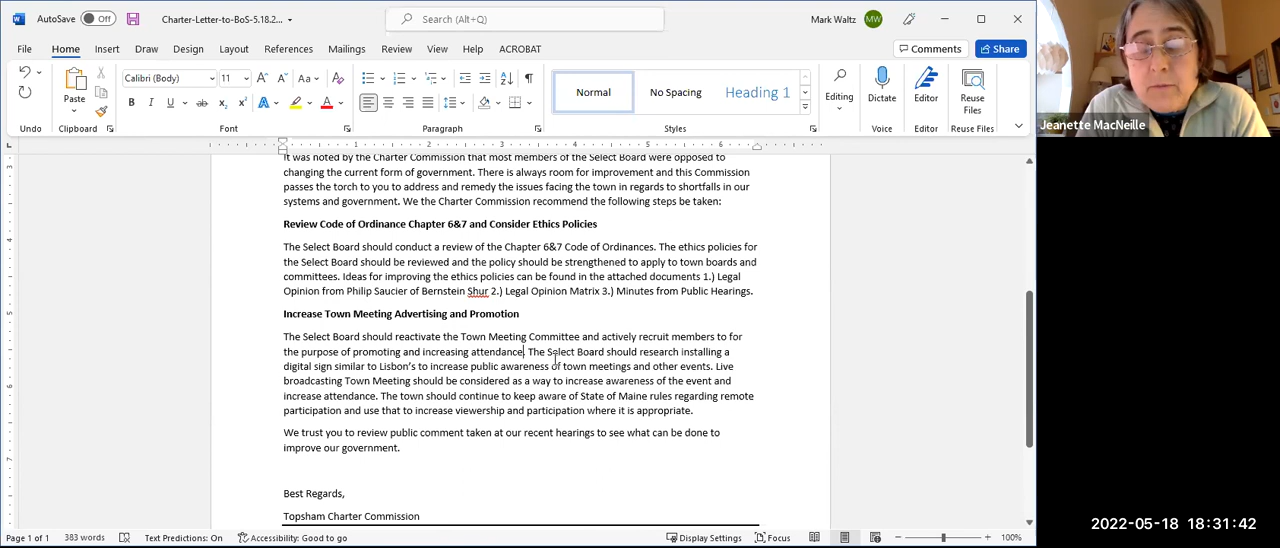 AutoSave Off Charter-Letter-to-BoS-5.18.2... Search (Alt+Q) Mark Waltz MW
File Home Insert Draw Design Layout References Mailings Review View Help ACROBAT Comments Share
Calibri (Body) 11 Aa
Paste B I U ab x₂ x² A A Normal No Spacing Heading 1 Editing Dictate Editor Reuse Files
Undo Clipboard Font Paragraph Styles Voice Editor Reuse Files
Jeanette MacNeille
1 2 3 4 5 6
It was noted by the Charter Commission that most members of the Select Board were opposed to
changing the current form of government. There is always room for improvement and this Commission
passes the torch to you to address and remedy the issues facing the town in regards to shortfalls in our
systems and government. We the Charter Commission recommend the following steps be taken:
Review Code of Ordinance Chapter 6&7 and Consider Ethics Policies
The Select Board should conduct a review of the Chapter 6&7 Code of Ordinances. The ethics policies for
the Select Board should be reviewed and the policy should be strengthened to apply to town boards and
committees. Ideas for improving the ethics policies can be found in the attached documents 1.) Legal
Opinion from Philip Saucier of Bernstein Shur 2.) Legal Opinion Matrix 3.) Minutes from Public Hearings.
Increase Town Meeting Advertising and Promotion
The Select Board should reactivate the Town Meeting Committee and actively recruit members to for
the purpose of promoting and increasing attendance. The Select Board should research installing a
digital sign similar to Lisbon's to increase public awareness of town meetings and other events. Live
broadcasting Town Meeting should be considered as a way to increase awareness of the event and
increase attendance. The town should continue to keep aware of State of Maine rules regarding remote
participation and use that to increase viewership and participation where it is appropriate.
We trust you to review public comment taken at our recent hearings to see what can be done to
improve our government.
Best Regards,
Topsham Charter Commission
Page 1 of 1 383 words Text Predictions: On Accessibility: Good to go Display Settings Focus 100%
2022-05-18 18:31:42